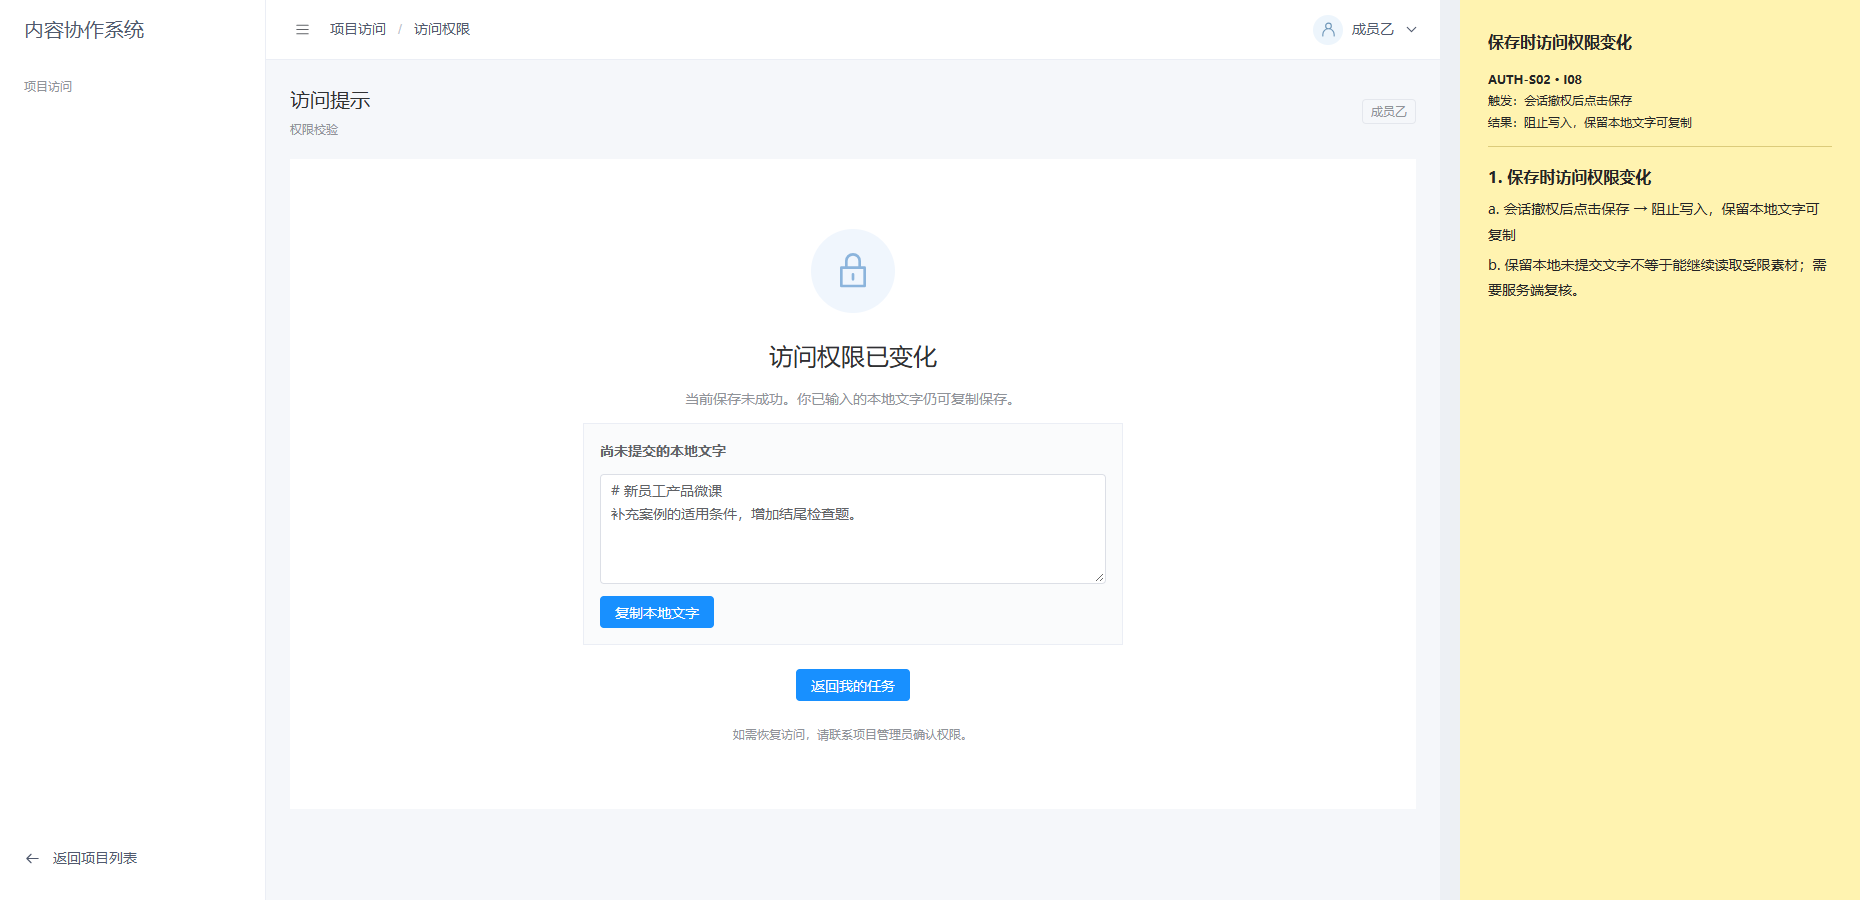 内容协作系统
项目访问
返回项目列表
项目访问 / 访问权限
成员乙
访问提示
权限校验
成员乙
访问权限已变化
当前保存未成功。你已输入的本地文字仍可复制保存。
尚未提交的本地文字
# 新员工产品微课
补充案例的适用条件，增加结尾检查题。
复制本地文字
返回我的任务
如需恢复访问，请联系项目管理员确认权限。
保存时访问权限变化
AUTH-S02 • I08
触发：会话撤权后点击保存
结果：阻止写入，保留本地文字可复制
1. 保存时访问权限变化
a. 会话撤权后点击保存 → 阻止写入，保留本地文字可
复制
b. 保留本地未提交文字不等于能继续读取受限素材；需
要服务端复核。